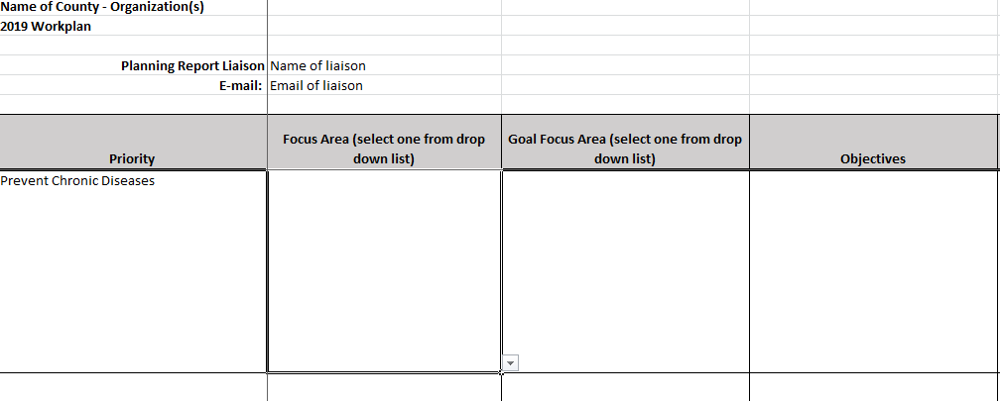 Name of County - Organization(s)
2019 Workplan
Planning Report Liaison Name of liaison
E-mail: Email of liaison
Priority
Focus Area (select one from drop
down list)
Goal Focus Area (select one from drop
down list)
Objectives
Prevent Chronic Diseases